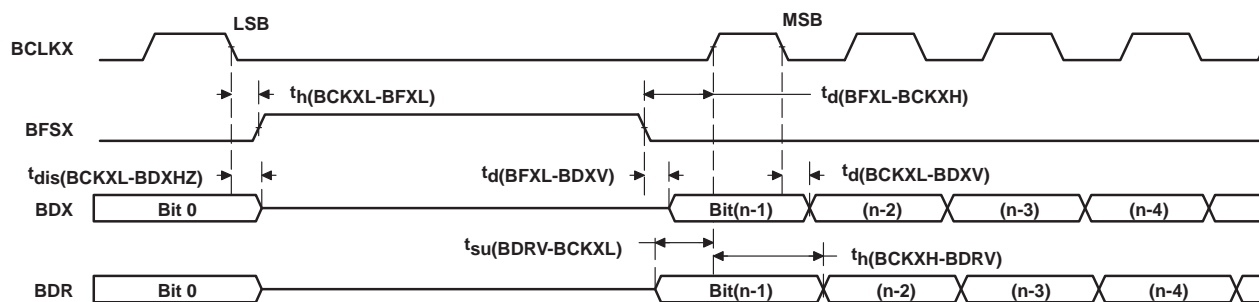 LSB MSB
BCLKX
th(BCKXL-BFXL) td(BFXL-BCKXH)
BFSX
tdis(BCKXL-BDXHZ) td(BFXL-BDXV) td(BCKXL-BDXV)
BDX Bit 0 Bit(n-1) (n-2) (n-3) (n-4)
tsu(BDRV-BCKXL) th(BCKXH-BDRV)
BDR Bit 0 Bit(n-1) (n-2) (n-3) (n-4)